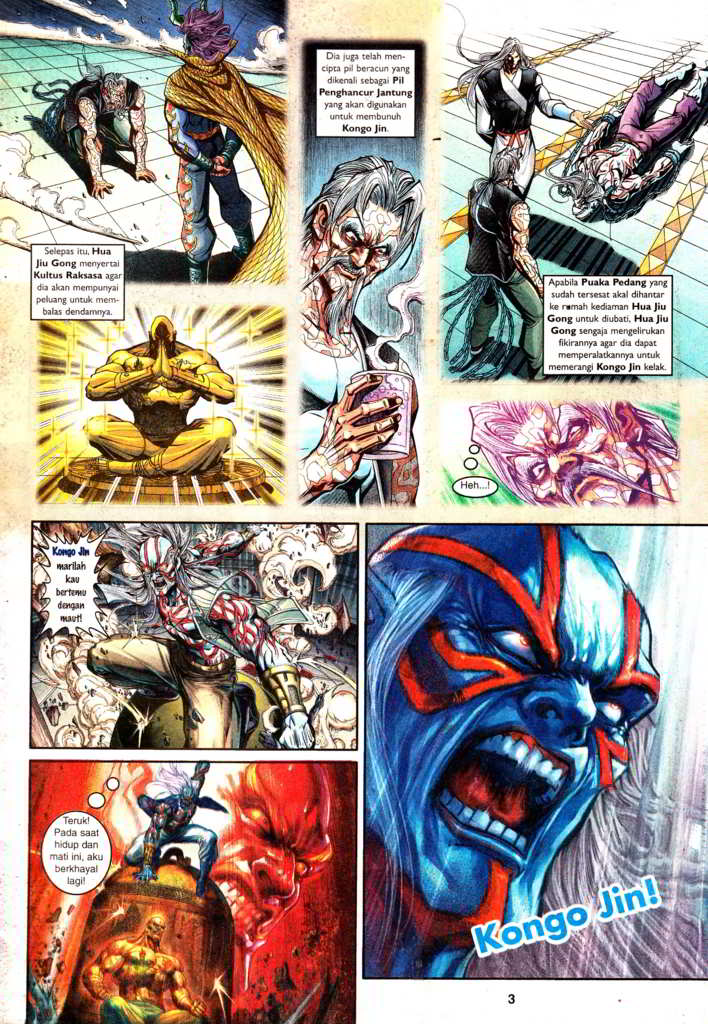 Selepas itu, Hua
Jiu Gong menyertai
Kultus Raksasa agar
dia akan mempunyai
peluang untuk mem-
balas dendamnya.
Dia juga telah men-
cipta pil beracun yang
dikenali sebagai Pil
Penghancur Jantung
yang akan digunakan
untuk membunuh
Kongo Jin.
Apabila Puaka Pedang yang
sudah tersesat akal dihantar
ke rumah kediaman Hua Jiu
Gong untuk diubati, Hua Jiu
Gong sengaja mengelirukan
fikirannya agar dia dapat
memperalatkannya untuk
memerangi Kongo Jin kelak.
Heh...!
Kongo Jin
marilah
kau
bertemu
dengan
maut!
Kongo Jin!
Teruk!
Pada saat
hidup dan
mati ini, aku
berkhayal
lagi!
3